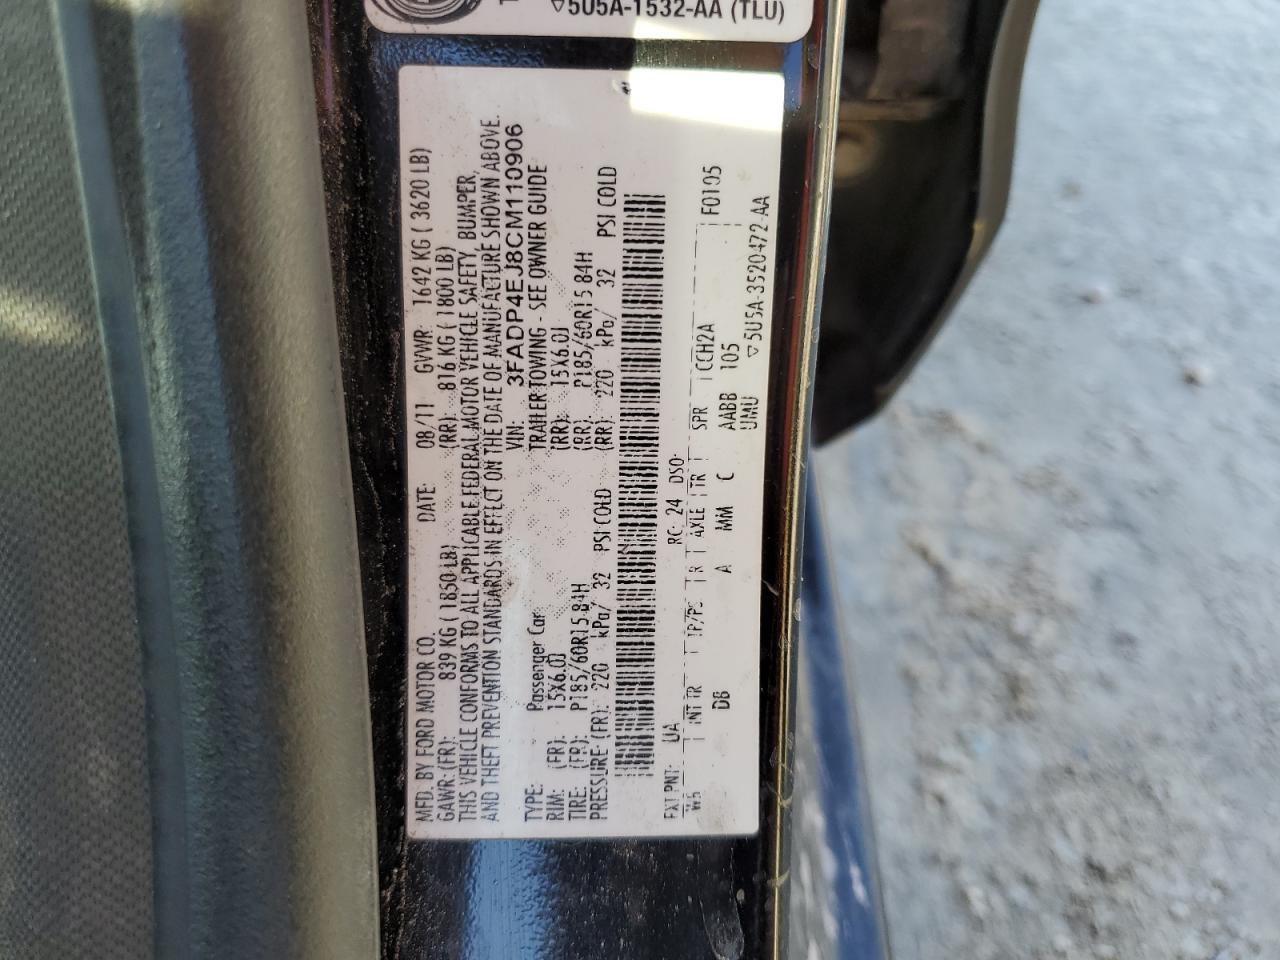 ▽5U5A-1532-AA (TLU)
MFD. BY FORD MOTOR CO. DATE: 08/11 GVWR: 1642 KG ( 3620 LB)
GAWR: (FR): 839 KG ( 1850 LB) (RR): 816 KG ( 1800 LB)
THIS VEHICLE CONFORMS TO ALL APPLICABLE FEDERAL MOTOR VEHICLE SAFETY, BUMPER,
AND THEFT PREVENTION STANDARDS IN EFFECT ON THE DATE OF MANUFACTURE SHOWN ABOVE.
VIN: 3FADP4EJ8CM110906
TYPE: Passenger Car TRAILER TOWING - SEE OWNER GUIDE
RIM: (FR): 15X6.0J (RR): 15X6.0J
TIRE: (FR): P185/60R15 84H (RR): P185/60R15 84H
PRESSURE: (FR): 220 kPa/ 32 PSI COLD (RR): 220 kPa/ 32 PSI COLD
EXT PNT: UA RC: 24 DSO:
INT TR TP/PS R AXLE TR SPR CCH2A F0105
DB A MM C AABB 105
UMU ▽5U5A-3520472-AA